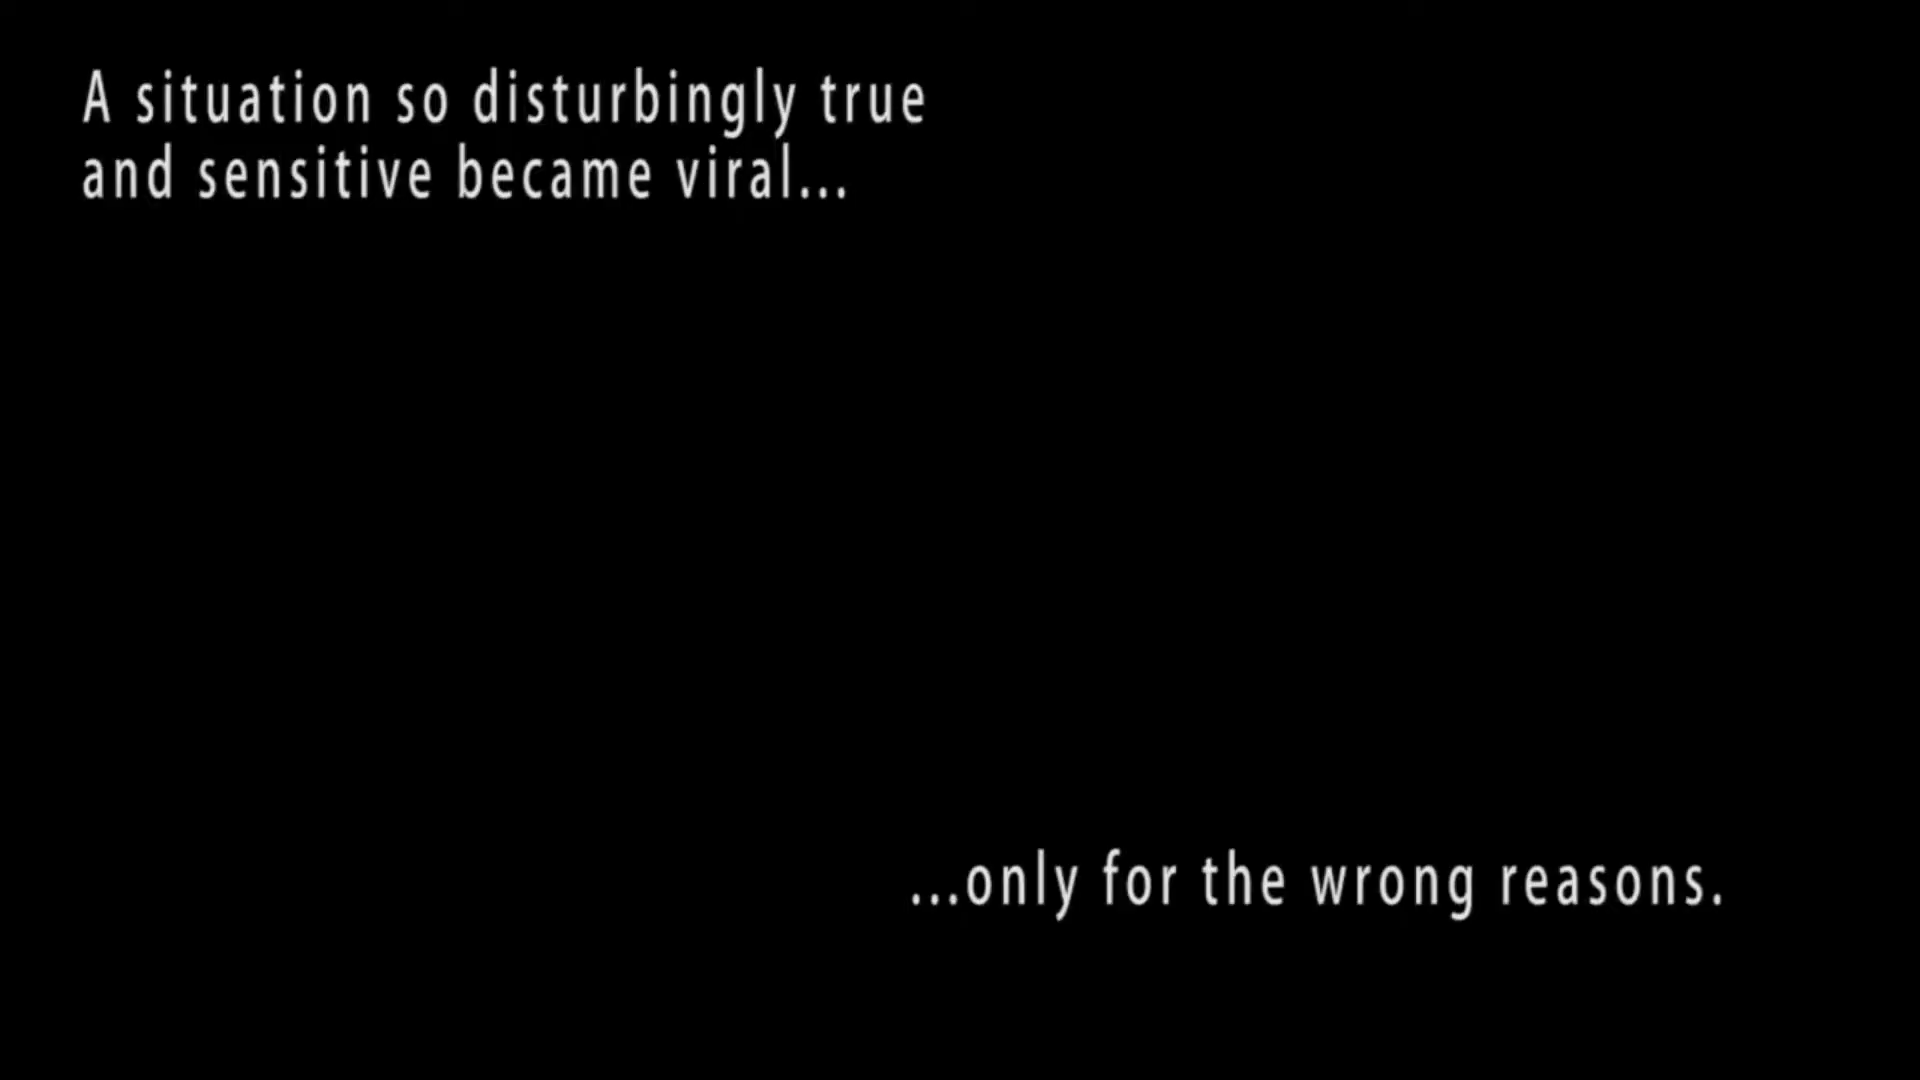 A situation so disturbingly true
and sensitive became viral...
...only for the wrong reasons.